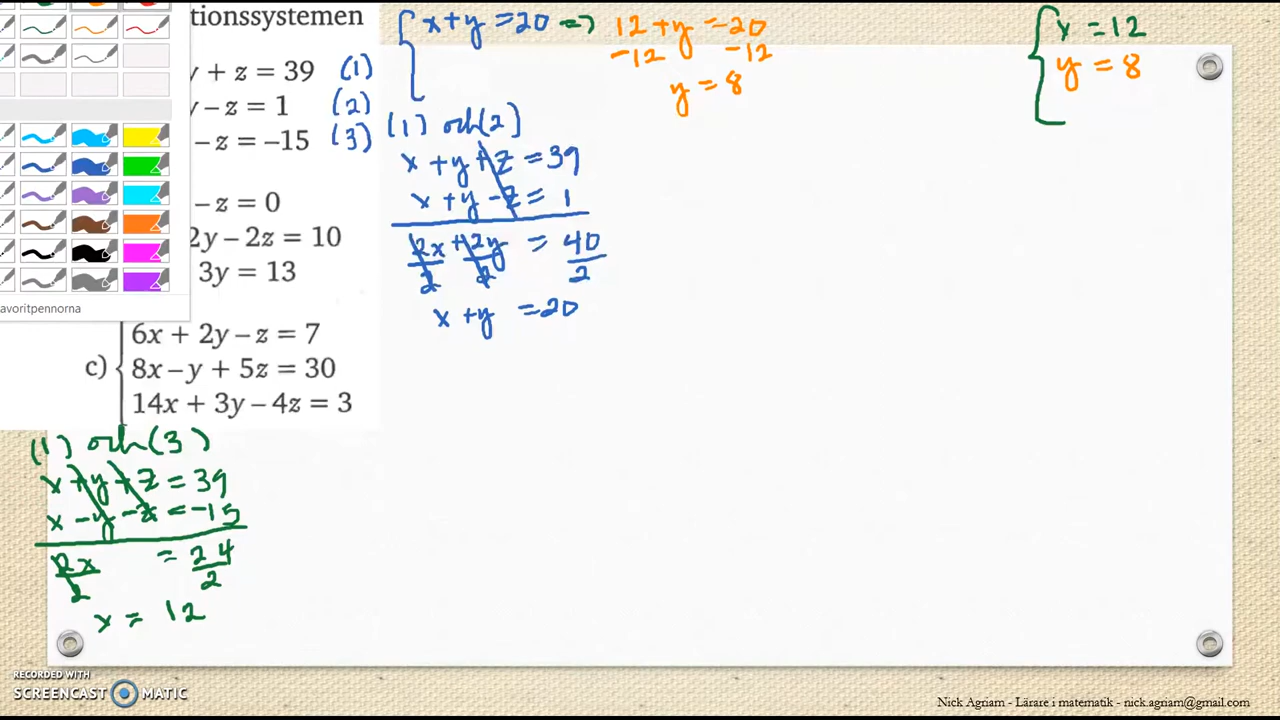 tionssystemen
y + z = 39 (1)
y – z = 1 (2)
– z = –15 (3)
– z = 0
2y – 2z = 10
3y = 13
avoritpennorna
c) 6x + 2y – z = 7
8x – y + 5z = 30
14x + 3y – 4z = 3
(1) och (3)
x + y + z = 39
x – y – z = –15
2x/2 = 24/2
x = 12
x + y = 20 => 12 + y = 20
–12 –12
y = 8
(1) och (2)
x + y + z = 39
x + y – z = 1
2x/2 + 2y/2 = 40/2
x + y = 20
x = 12
y = 8
RECORDED WITH
SCREENCAST MATIC
Nick Agriam - Lärare i matematik - nick.agriam@gmail.com